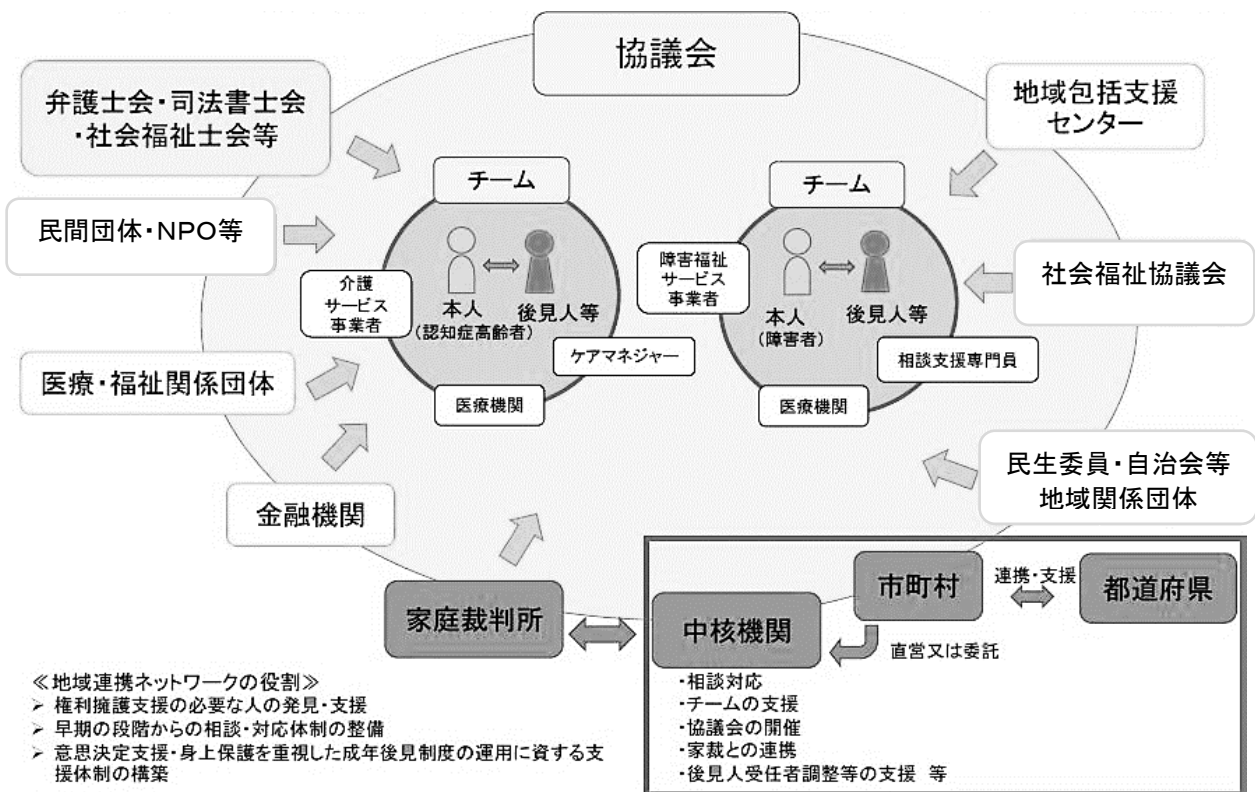 協議会
弁護士会・司法書士会
・社会福祉士会等
地域包括支援
センター
チーム
チーム
民間団体・NPO等
障害福祉
サービス
事業者
社会福祉協議会
介護
サービス
事業者
本人
(認知症高齢者)
後見人等
本人
(障害者)
後見人等
ケアマネジャー
相談支援専門員
医療・福祉関係団体
医療機関
医療機関
民生委員・自治会等
地域関係団体
金融機関
家庭裁判所
中核機関
市町村
連携・支援
都道府県
直営又は委託
・相談対応
・チームの支援
・協議会の開催
・家裁との連携
・後見人受任者調整等の支援 等
≪地域連携ネットワークの役割≫
➢ 権利擁護支援の必要な人の発見・支援
➢ 早期の段階からの相談・対応体制の整備
➢ 意思決定支援・身上保護を重視した成年後見制度の運用に資する支
援体制の構築